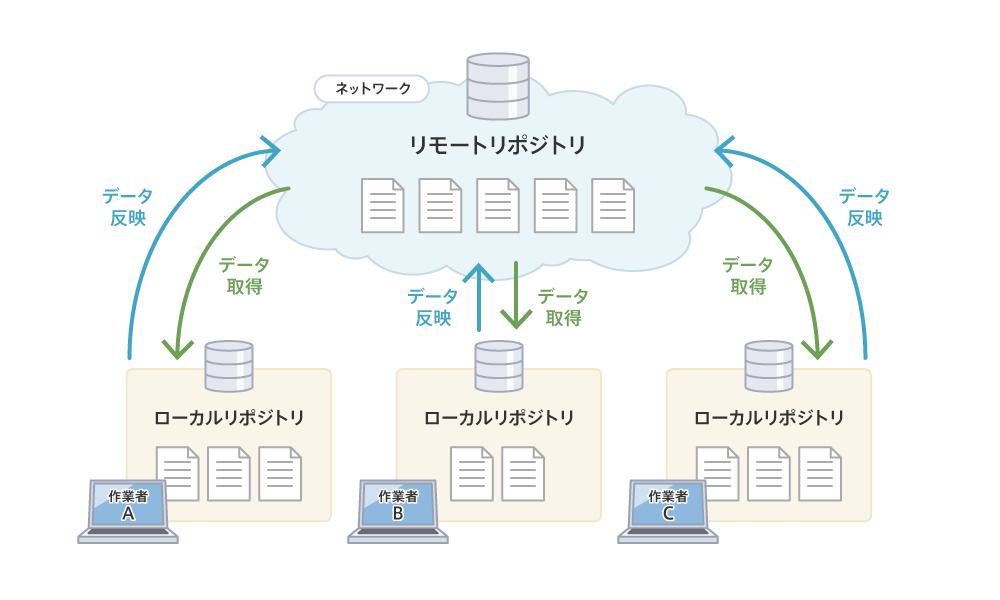 ネットワーク
リモートリポジトリ
データ
反映
データ
取得
データ
反映
データ
取得
データ
取得
データ
反映
ローカルリポジトリ
作業者
A
ローカルリポジトリ
作業者
B
ローカルリポジトリ
作業者
C